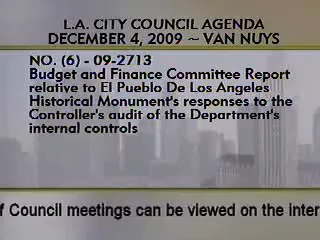 L.A. CITY COUNCIL AGENDA
DECEMBER 4, 2009 ~ VAN NUYS
NO. (6) - 09-2713
Budget and Finance Committee Report
relative to El Pueblo De Los Angeles
Historical Monument's responses to the
Controller's audit of the Department's
internal controls
f Council meetings can be viewed on the inter